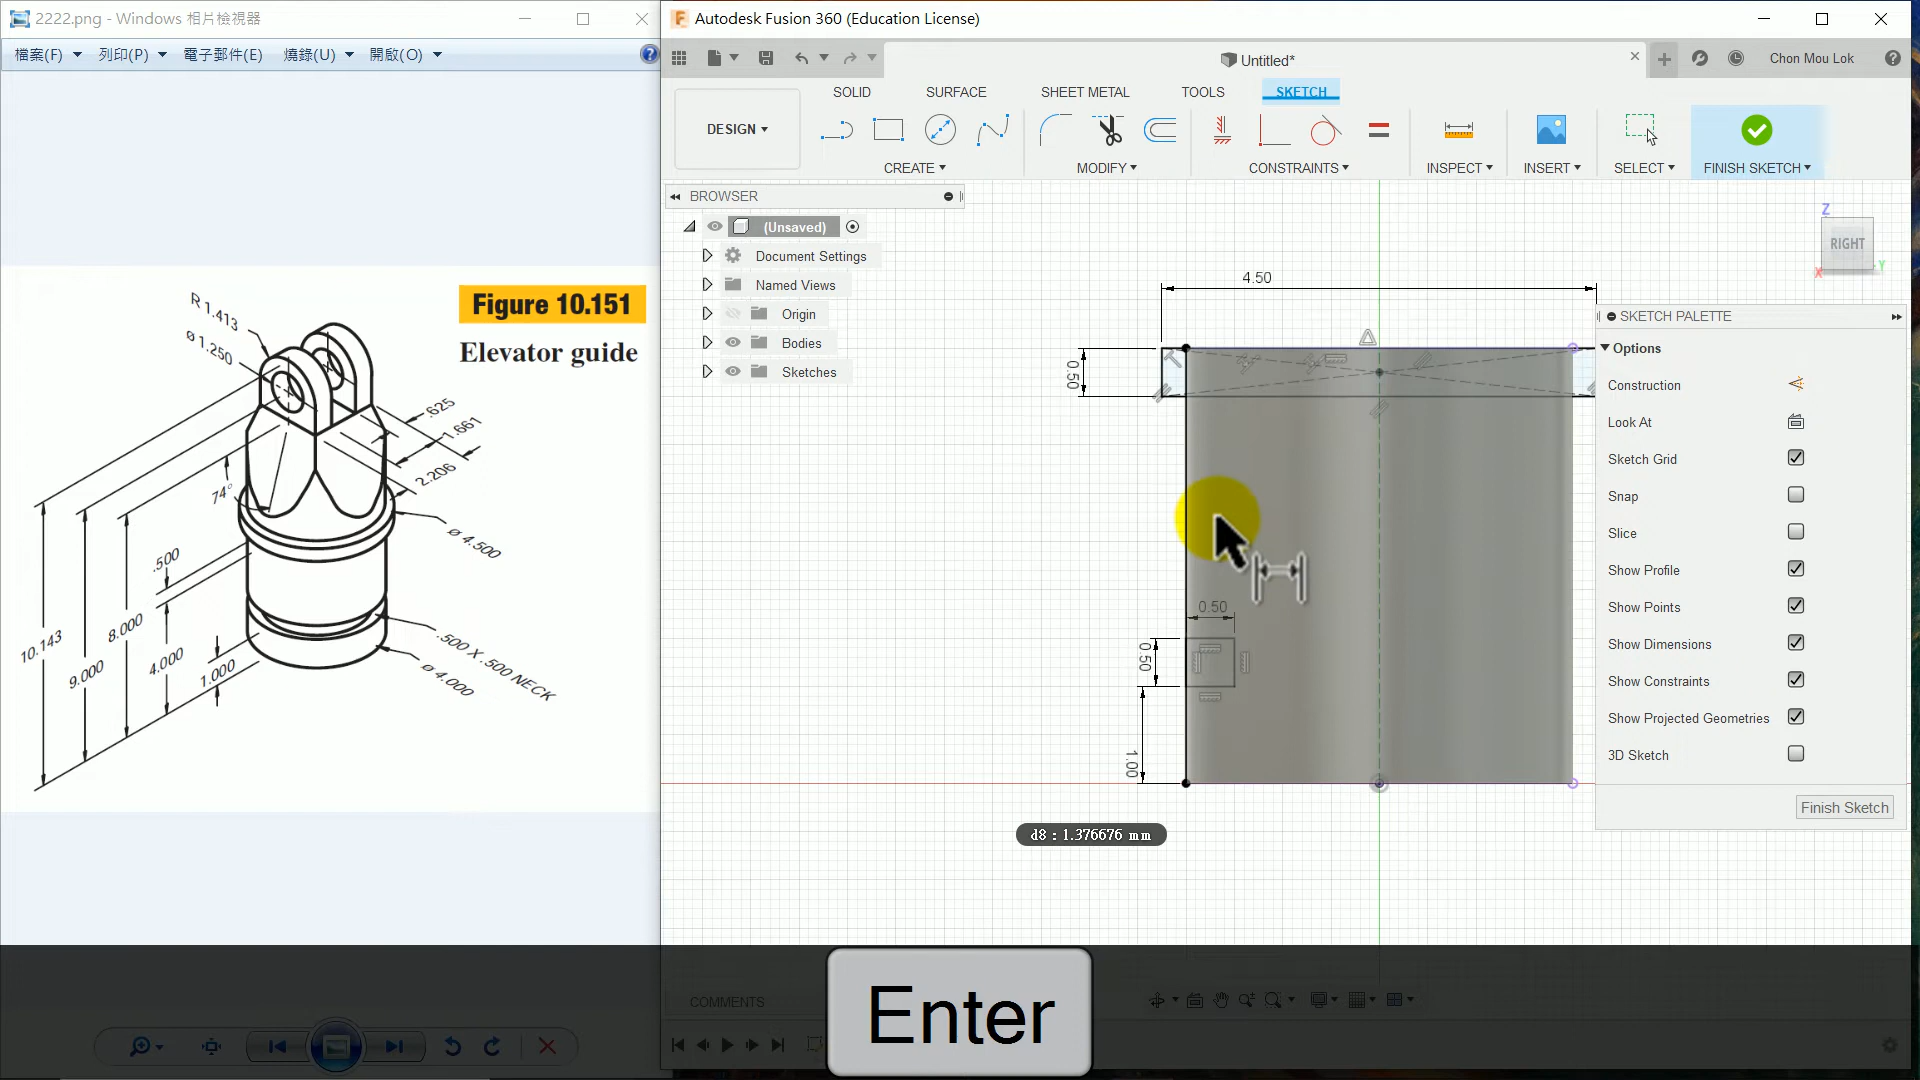 2222.png - Windows 相片檢視器
檔案(F) 列印(P) 電子郵件(E) 燒錄(U) 開啟(O)
Figure 10.151
Elevator guide
R 1.413
ø 1.250
.625
1.661
2.206
74°
ø 4.500
.500
10.143
9.000
8.000
4.000
1.000
.500 X .500 NECK
ø 4.000
Autodesk Fusion 360 (Education License)
Untitled*
Chon Mou Lok
SOLID SURFACE SHEET METAL TOOLS SKETCH
DESIGN
CREATE MODIFY CONSTRAINTS INSPECT INSERT SELECT FINISH SKETCH
BROWSER
(Unsaved)
Document Settings
Named Views
Origin
Bodies
Sketches
Z
RIGHT
X
Y
4.50
0.50
0.50
0.50
1.00
d8 : 1.376676 mm
SKETCH PALETTE
Options
Construction
Look At
Sketch Grid
Snap
Slice
Show Profile
Show Points
Show Dimensions
Show Constraints
Show Projected Geometries
3D Sketch
Finish Sketch
COMMENTS
Enter